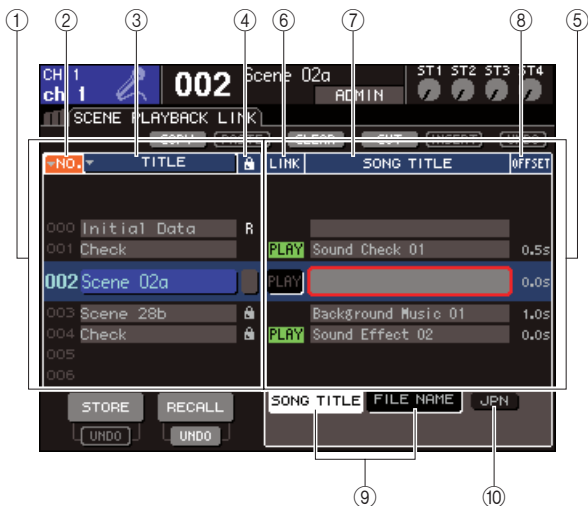 ① ② ③ ④ ⑥ ⑦ ⑧ ⑤
CH 1
ch 1
002
Scene 02a
ADMIN
ST1 ST2 ST3 ST4
SCENE PLAYBACK LINK
COPY PASTE CLEAR CUT INSERT UNDO
NO. TITLE LINK SONG TITLE OFFSET
000 Initial Data R
001 Check PLAY Sound Check 01 0.5s
002 Scene 02a PLAY 0.0s
003 Scene 28b Background Music 01 1.0s
004 Check PLAY Sound Effect 02 0.0s
005
006
STORE RECALL SONG TITLE FILE NAME JPN
UNDO UNDO
⑨ ⑩